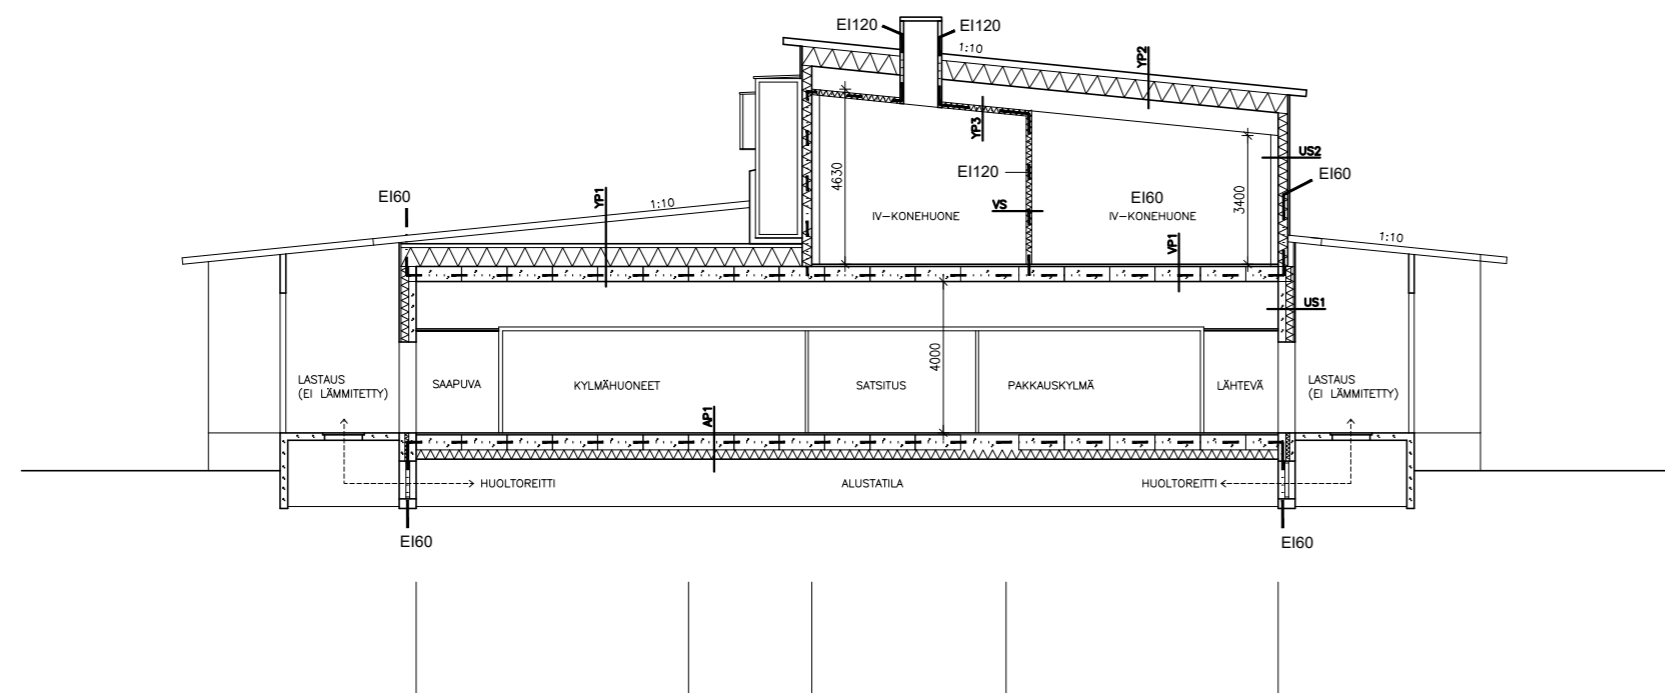 EI120
EI120
1:10
YP2
YP3
4630
EI120
VS
IV-KONEHUONE
EI60
IV-KONEHUONE
3400
US2
EI60
EI60
YP1
1:10
VP1
1:10
US1
4000
LASTAUS
(EI LÄMMITETTY)
SAAPUVA
KYLMÄHUONEET
SATSITUS
PAKKAUSKYLMÄ
LÄHTEVÄ
LASTAUS
(EI LÄMMITETTY)
AP1
HUOLTOREITTI
ALUSTATILA
HUOLTOREITTI
EI60
EI60